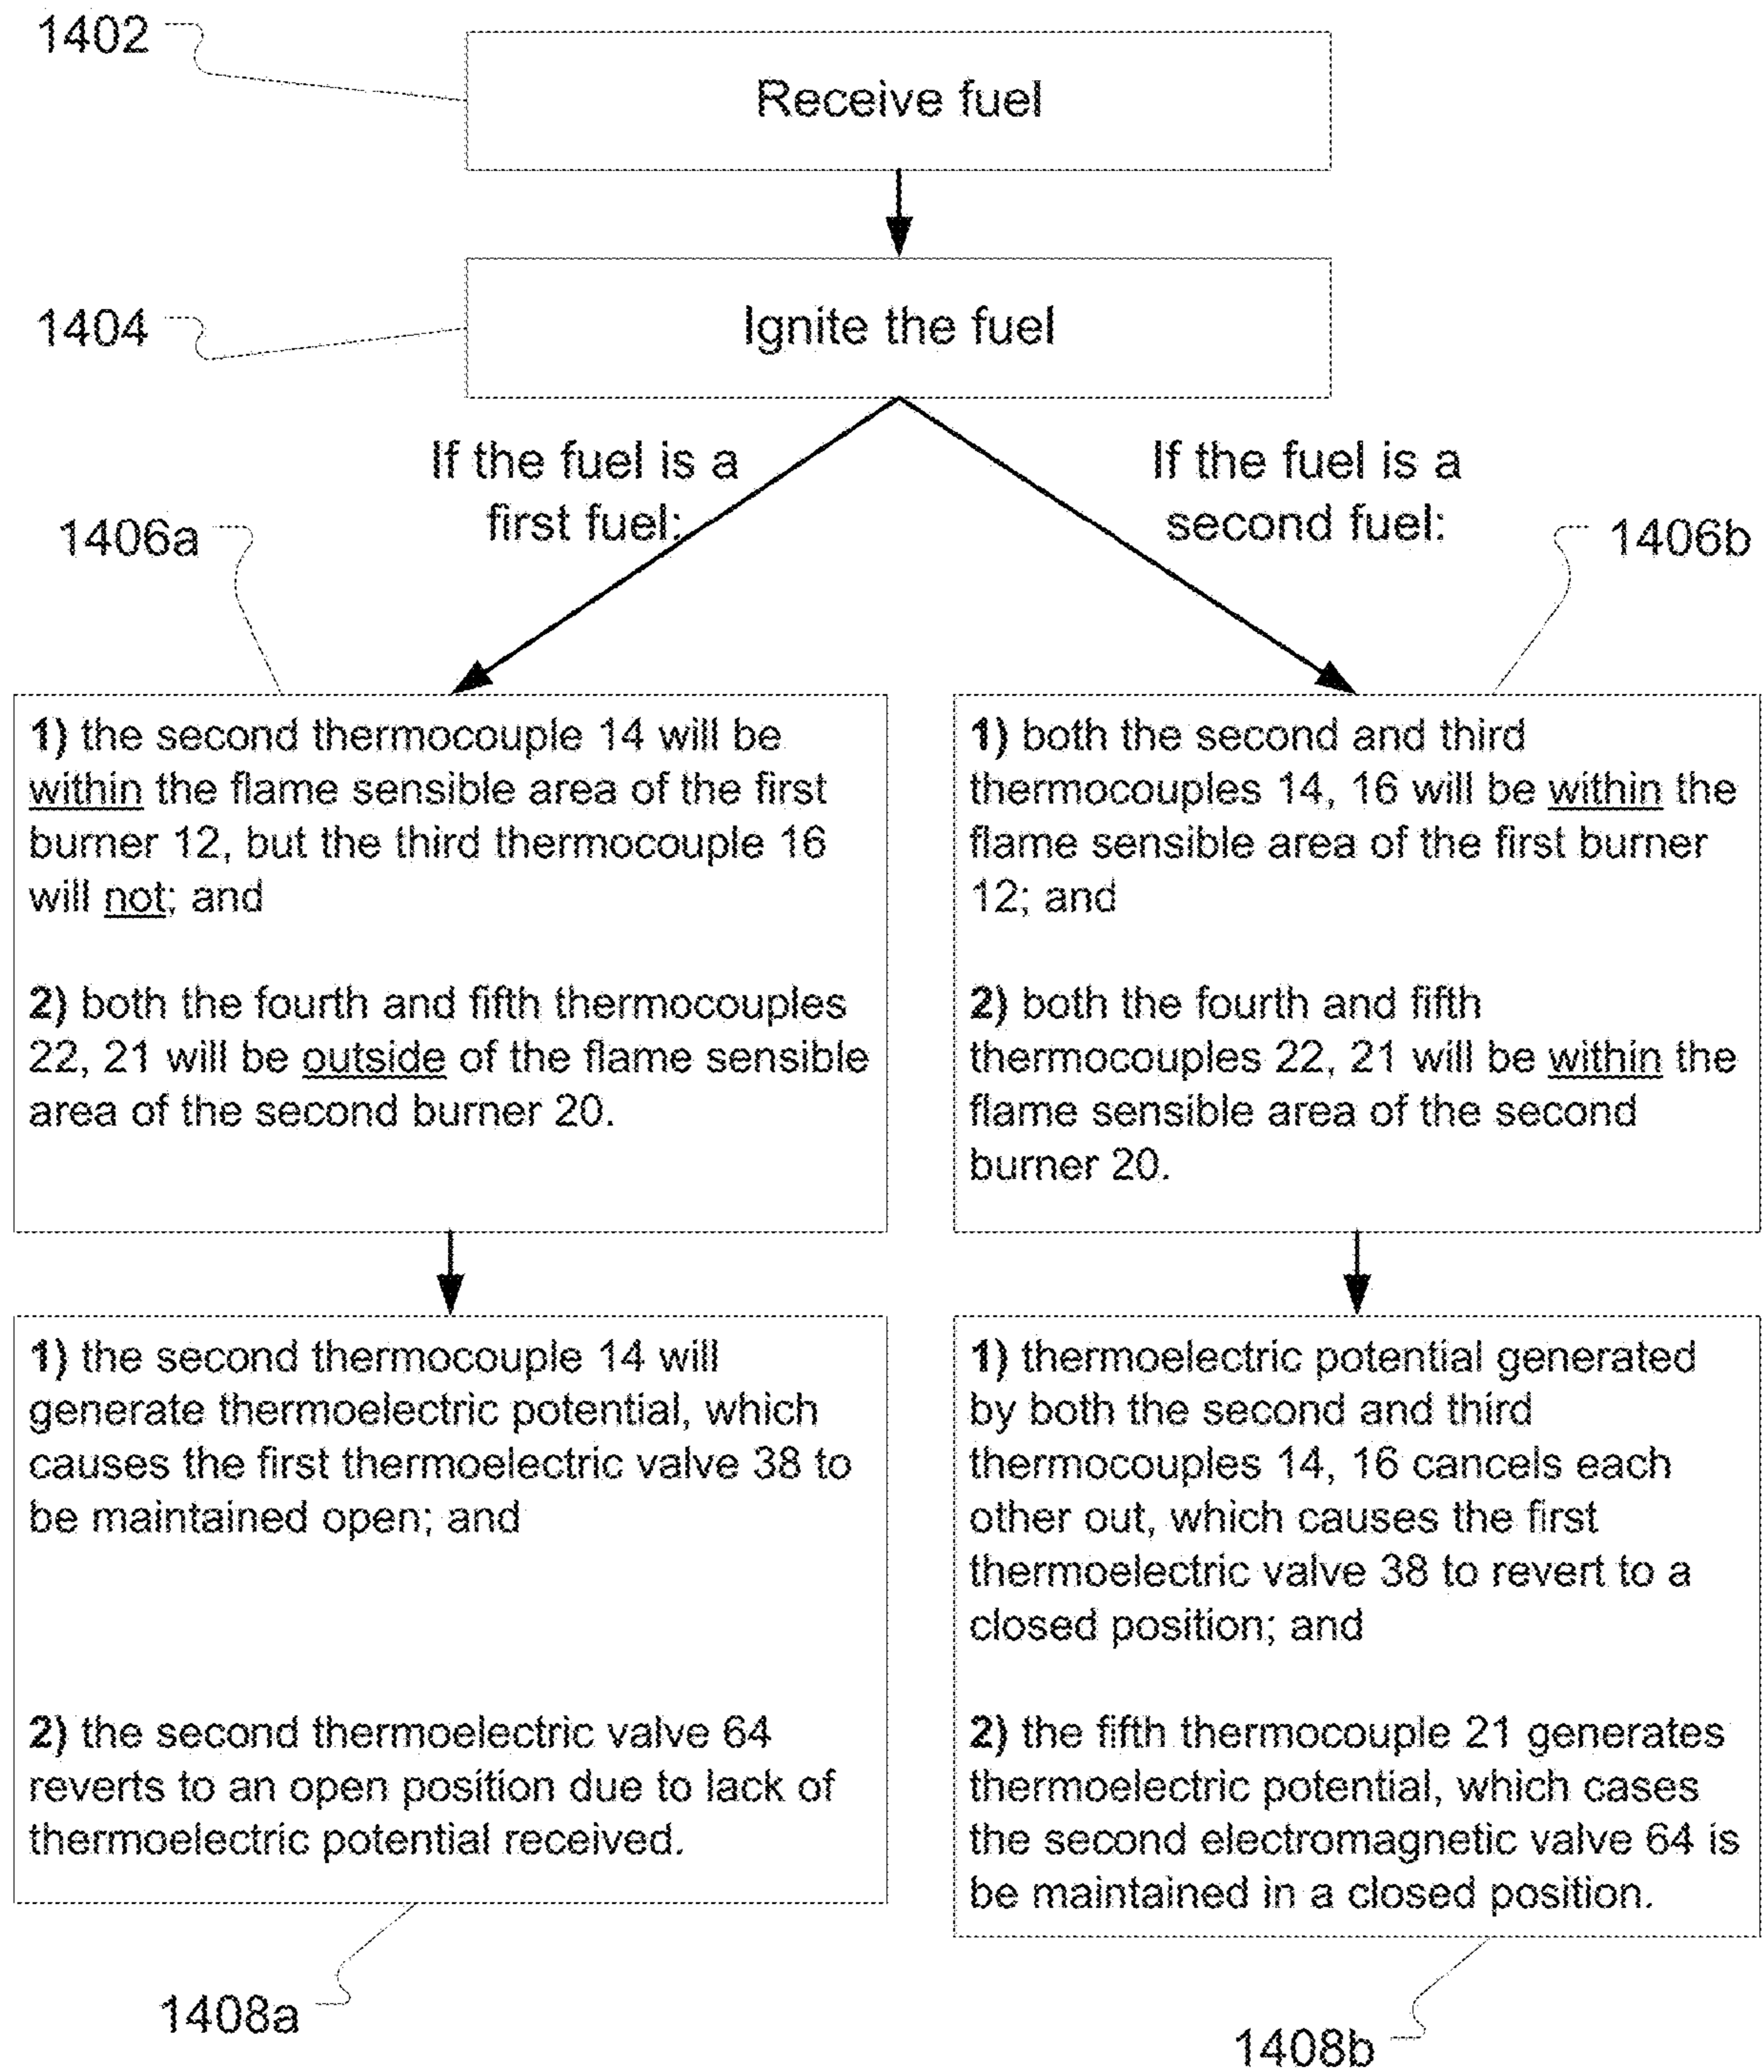 1402
Receive fuel
1404
Ignite the fuel
If the fuel is a
first fuel:
If the fuel is a
second fuel:
1406a
1406b
1) the second thermocouple 14 will be
within the flame sensible area of the first
burner 12, but the third thermocouple 16
will not; and
2) both the fourth and fifth thermocouples
22, 21 will be outside of the flame sensible
area of the second burner 20.
1) both the second and third
thermocouples 14, 16 will be within the
flame sensible area of the first burner
12; and
2) both the fourth and fifth
thermocouples 22, 21 will be within the
flame sensible area of the second
burner 20.
1) the second thermocouple 14 will
generate thermoelectric potential, which
causes the first thermoelectric valve 38 to
be maintained open; and
2) the second thermoelectric valve 64
reverts to an open position due to lack of
thermoelectric potential received.
1) thermoelectric potential generated
by both the second and third
thermocouples 14, 16 cancels each
other out, which causes the first
thermoelectric valve 38 to revert to a
closed position; and
2) the fifth thermocouple 21 generates
thermoelectric potential, which cases
the second electromagnetic valve 64 is
be maintained in a closed position.
1408a
1408b